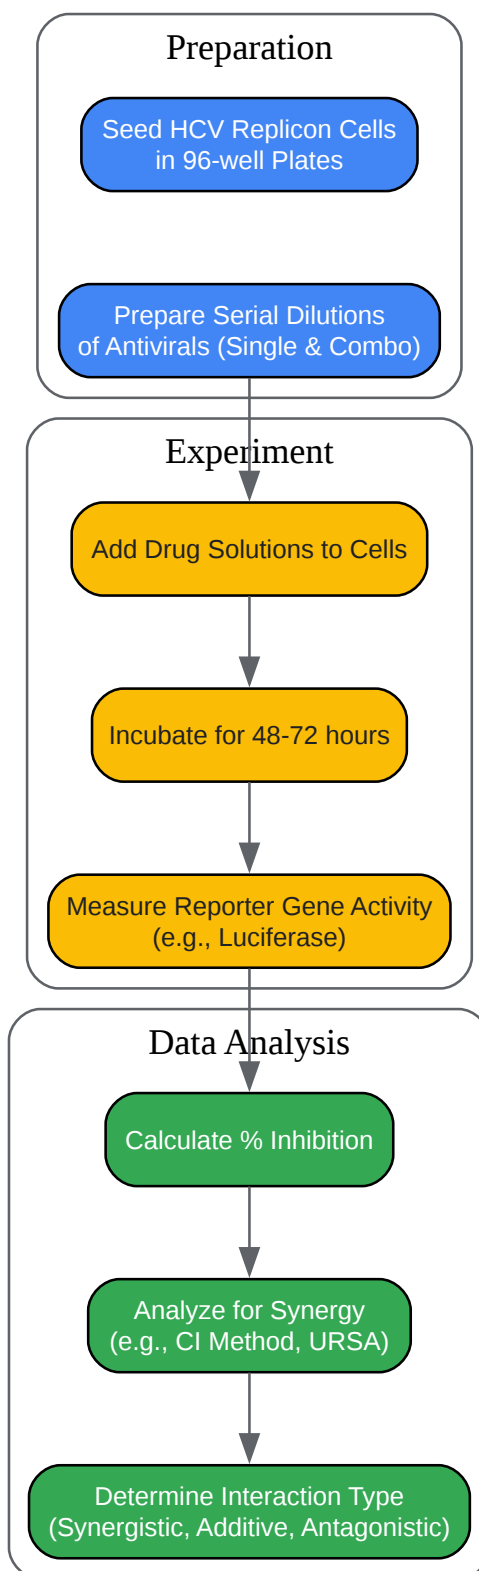 Preparation
Seed HCV Replicon Cells
in 96-well Plates
Prepare Serial Dilutions
of Antivirals (Single & Combo)
Experiment
Add Drug Solutions to Cells
Incubate for 48-72 hours
Measure Reporter Gene Activity
(e.g., Luciferase)
Data Analysis
Calculate % Inhibition
Analyze for Synergy
(e.g., CI Method, URSA)
Determine Interaction Type
(Synergistic, Additive, Antagonistic)